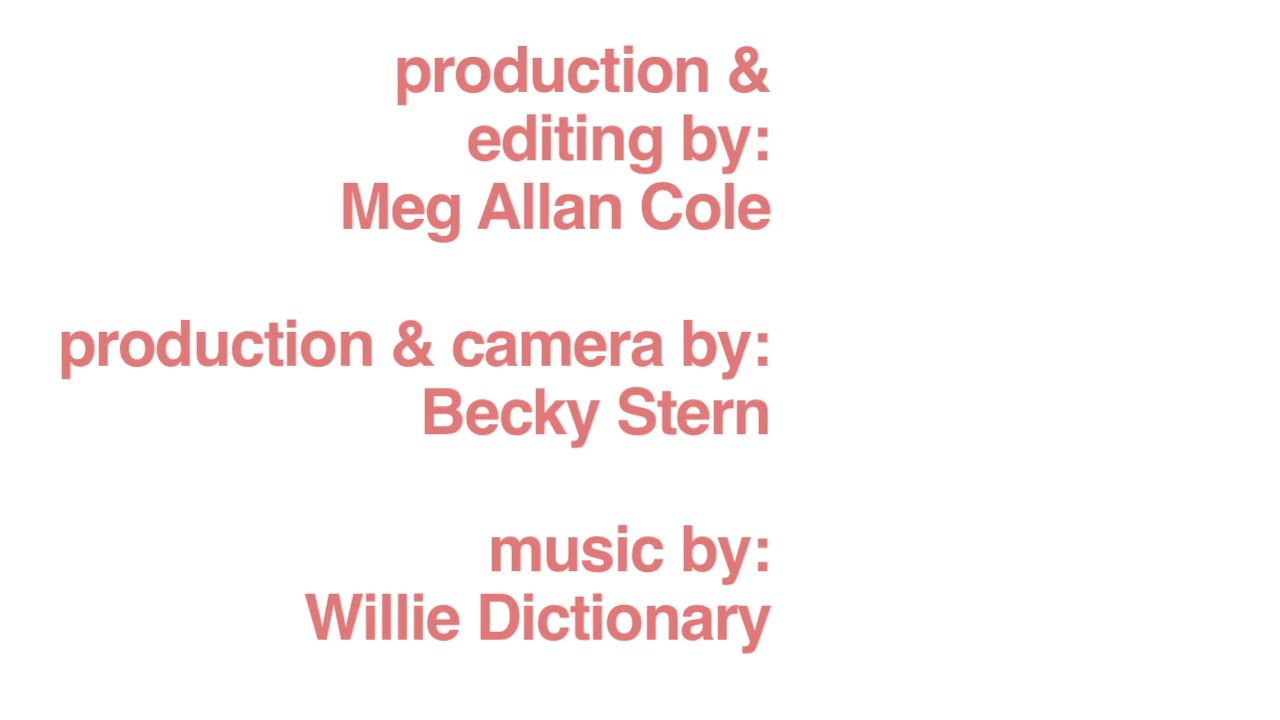 production &
editing by:
Meg Allan Cole
production & camera by:
Becky Stern
music by:
Willie Dictionary